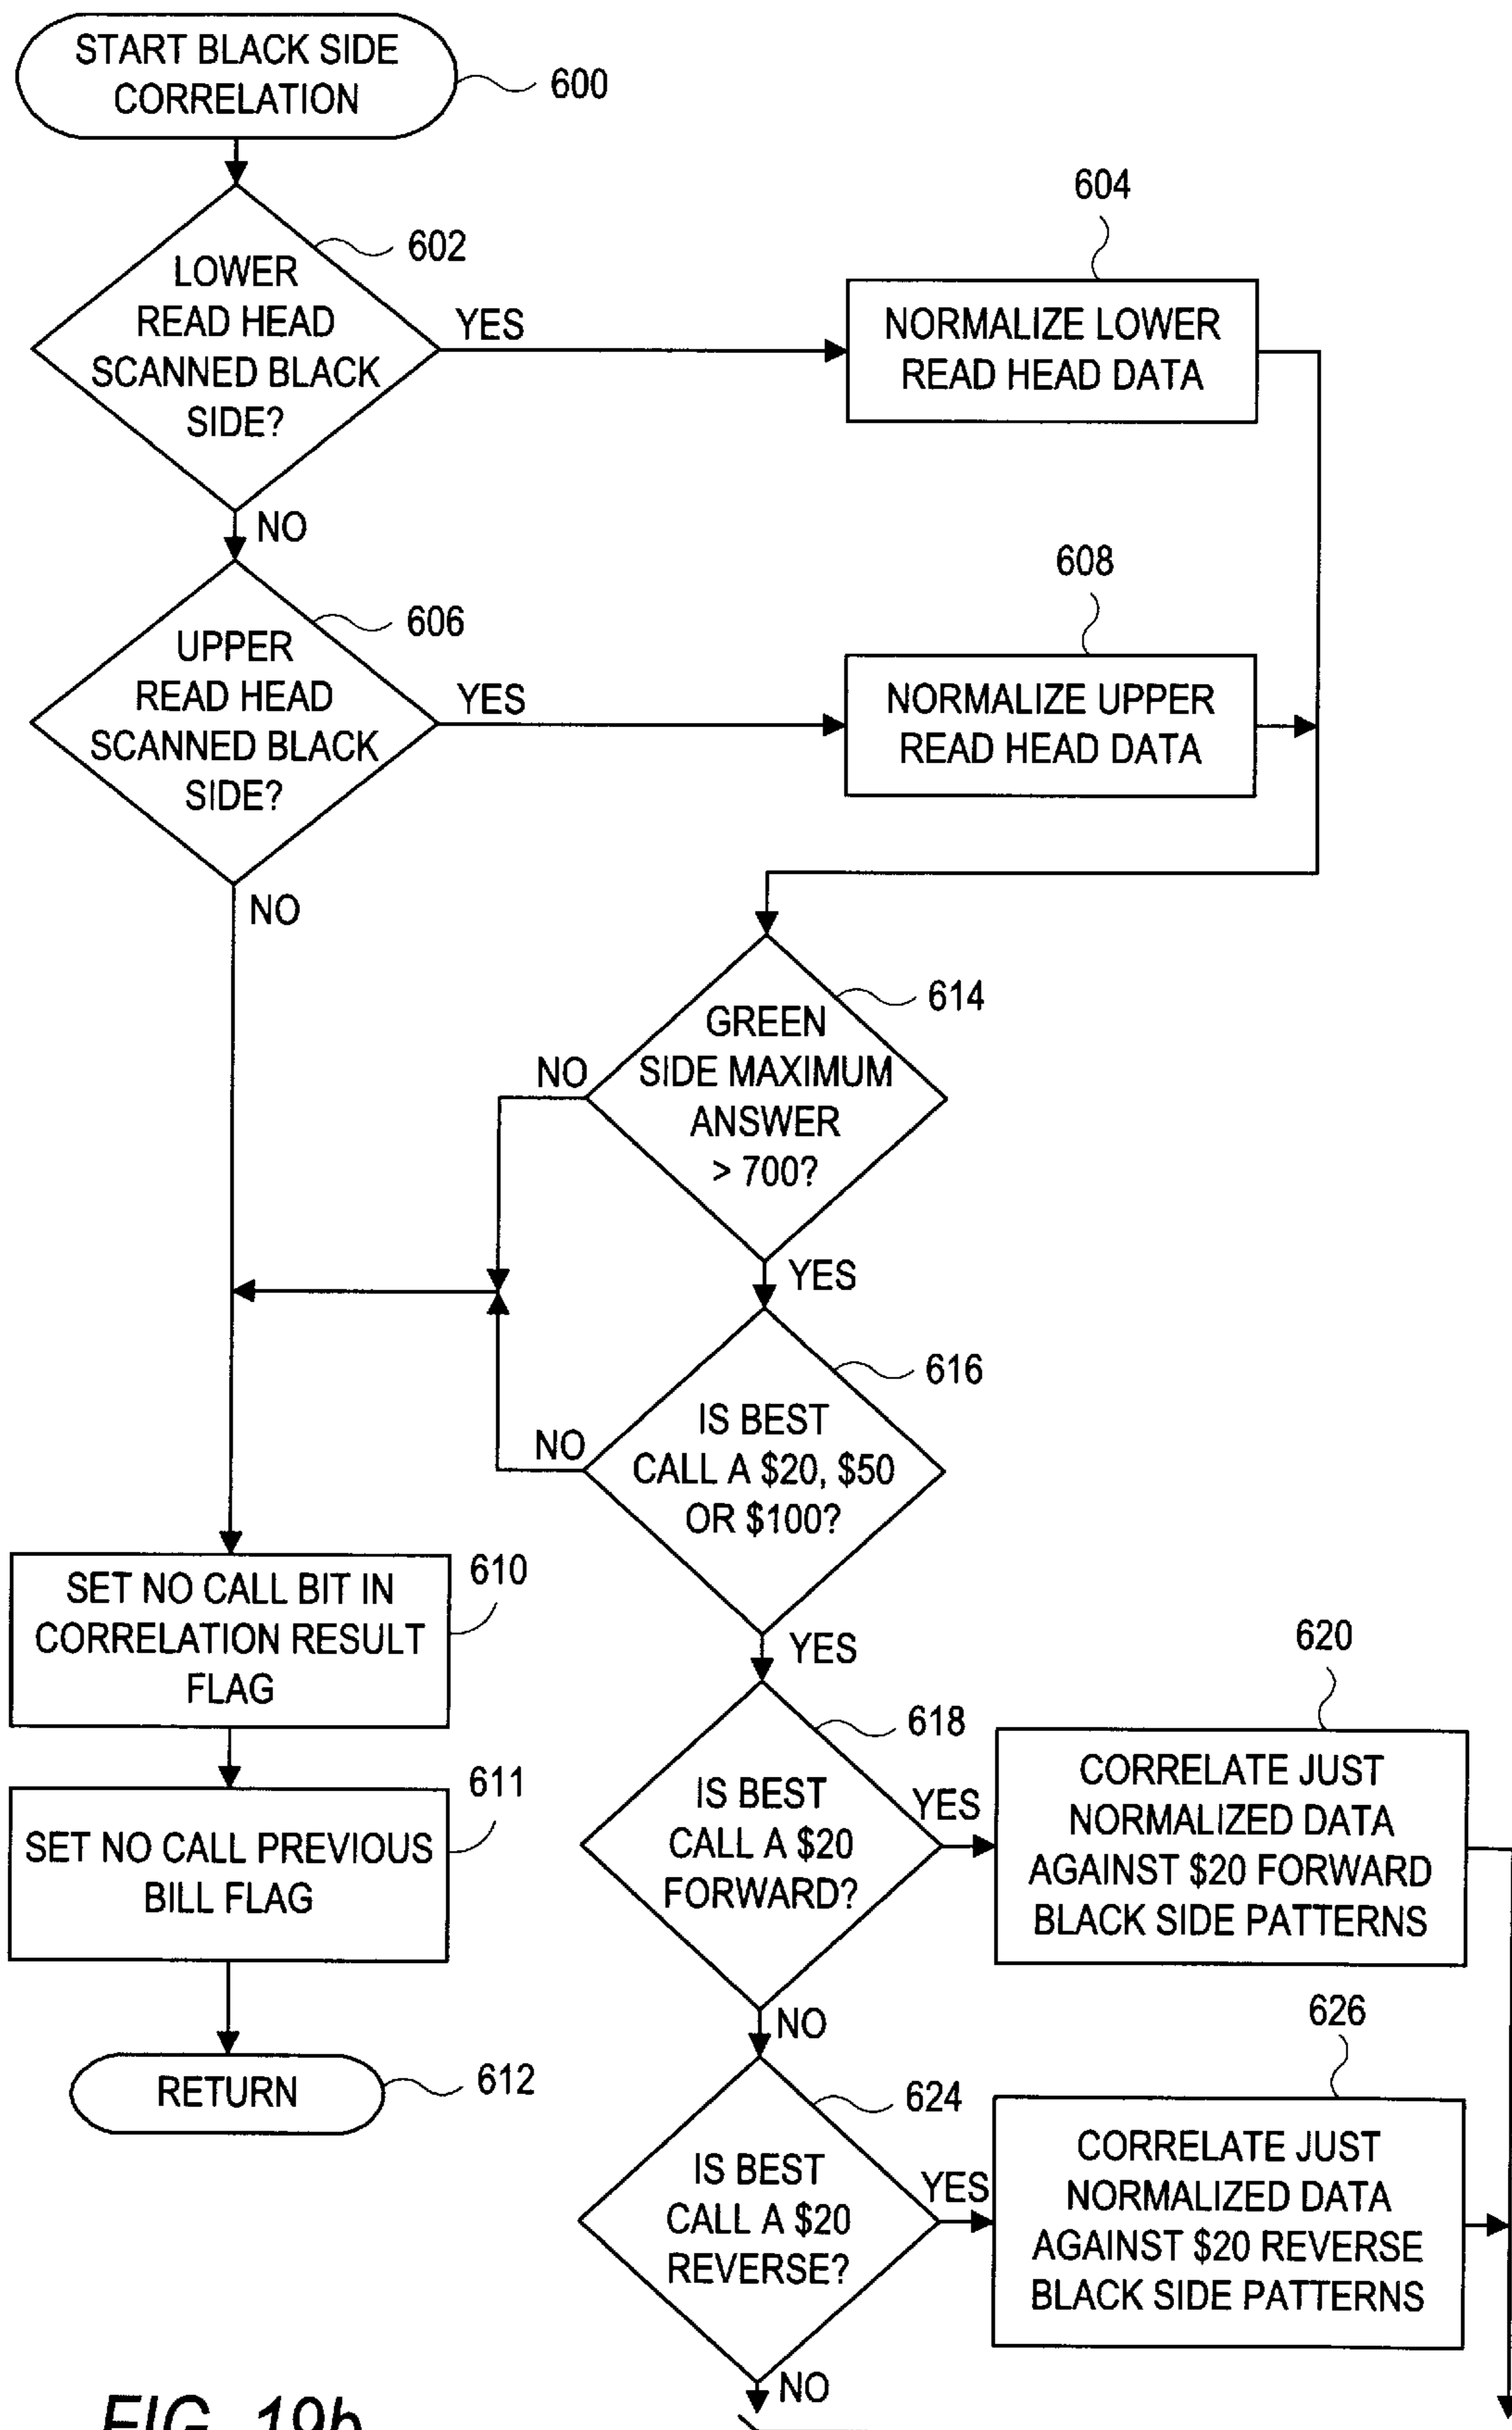 START BLACK SIDE
CORRELATION
600
602
LOWER
READ HEAD
SCANNED BLACK
SIDE?
YES
604
NORMALIZE LOWER
READ HEAD DATA
NO
606
UPPER
READ HEAD
SCANNED BLACK
SIDE?
YES
608
NORMALIZE UPPER
READ HEAD DATA
NO
614
GREEN
SIDE MAXIMUM
ANSWER
> 700?
NO
YES
616
IS BEST
CALL A $20, $50
OR $100?
NO
YES
610
SET NO CALL BIT IN
CORRELATION RESULT
FLAG
611
SET NO CALL PREVIOUS
BILL FLAG
RETURN
612
618
IS BEST
CALL A $20
FORWARD?
YES
620
CORRELATE JUST
NORMALIZED DATA
AGAINST $20 FORWARD
BLACK SIDE PATTERNS
NO
624
IS BEST
CALL A $20
REVERSE?
YES
626
CORRELATE JUST
NORMALIZED DATA
AGAINST $20 REVERSE
BLACK SIDE PATTERNS
NO
FIG. 19b